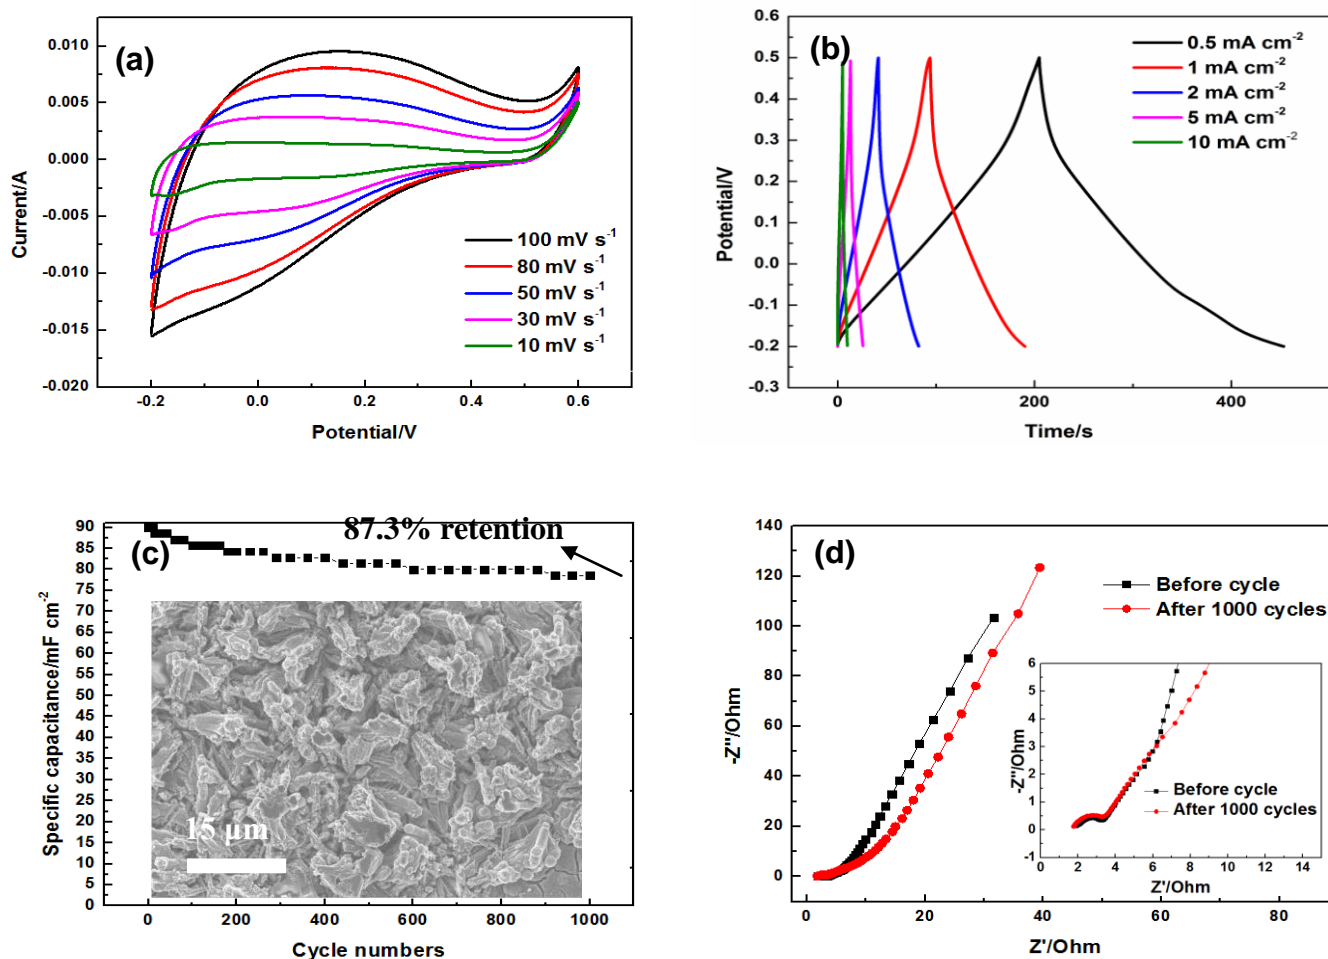 (a)
0.010
0.005
0.000
-0.005
-0.010
-0.015
-0.020
Current/A
-0.2
0.0
0.2
0.4
0.6
Potential/V
100 mV s⁻¹
80 mV s⁻¹
50 mV s⁻¹
30 mV s⁻¹
10 mV s⁻¹
(b)
0.6
0.5
0.4
0.3
0.2
0.1
0.0
-0.1
-0.2
-0.3
Potential/V
0
200
400
Time/s
0.5 mA cm⁻²
1 mA cm⁻²
2 mA cm⁻²
5 mA cm⁻²
10 mA cm⁻²
(c)
87.3% retention
90
85
80
75
70
65
60
55
50
45
40
35
30
25
20
15
10
5
0
Specific capacitance/mF cm⁻²
15 μm
0
200
400
600
800
1000
Cycle numbers
(d)
140
120
100
80
60
40
20
0
-Z''/Ohm
Before cycle
After 1000 cycles
6
5
4
3
2
1
0
-1
-Z''/Ohm
Before cycle
After 1000 cycles
0
2
4
6
8
10
12
14
Z'/Ohm
0
20
40
60
80
Z'/Ohm